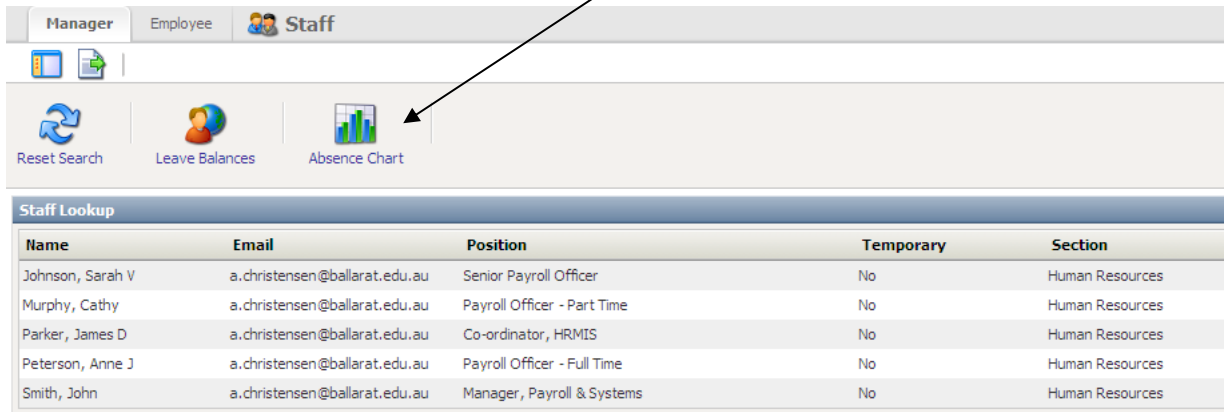 Manager Employee Staff
Reset Search Leave Balances Absence Chart
Staff Lookup
Name Email Position Temporary Section
Johnson, Sarah V a.christensen@ballarat.edu.au Senior Payroll Officer No Human Resources
Murphy, Cathy a.christensen@ballarat.edu.au Payroll Officer - Part Time No Human Resources
Parker, James D a.christensen@ballarat.edu.au Co-ordinator, HRMIS No Human Resources
Peterson, Anne J a.christensen@ballarat.edu.au Payroll Officer - Full Time No Human Resources
Smith, John a.christensen@ballarat.edu.au Manager, Payroll & Systems No Human Resources